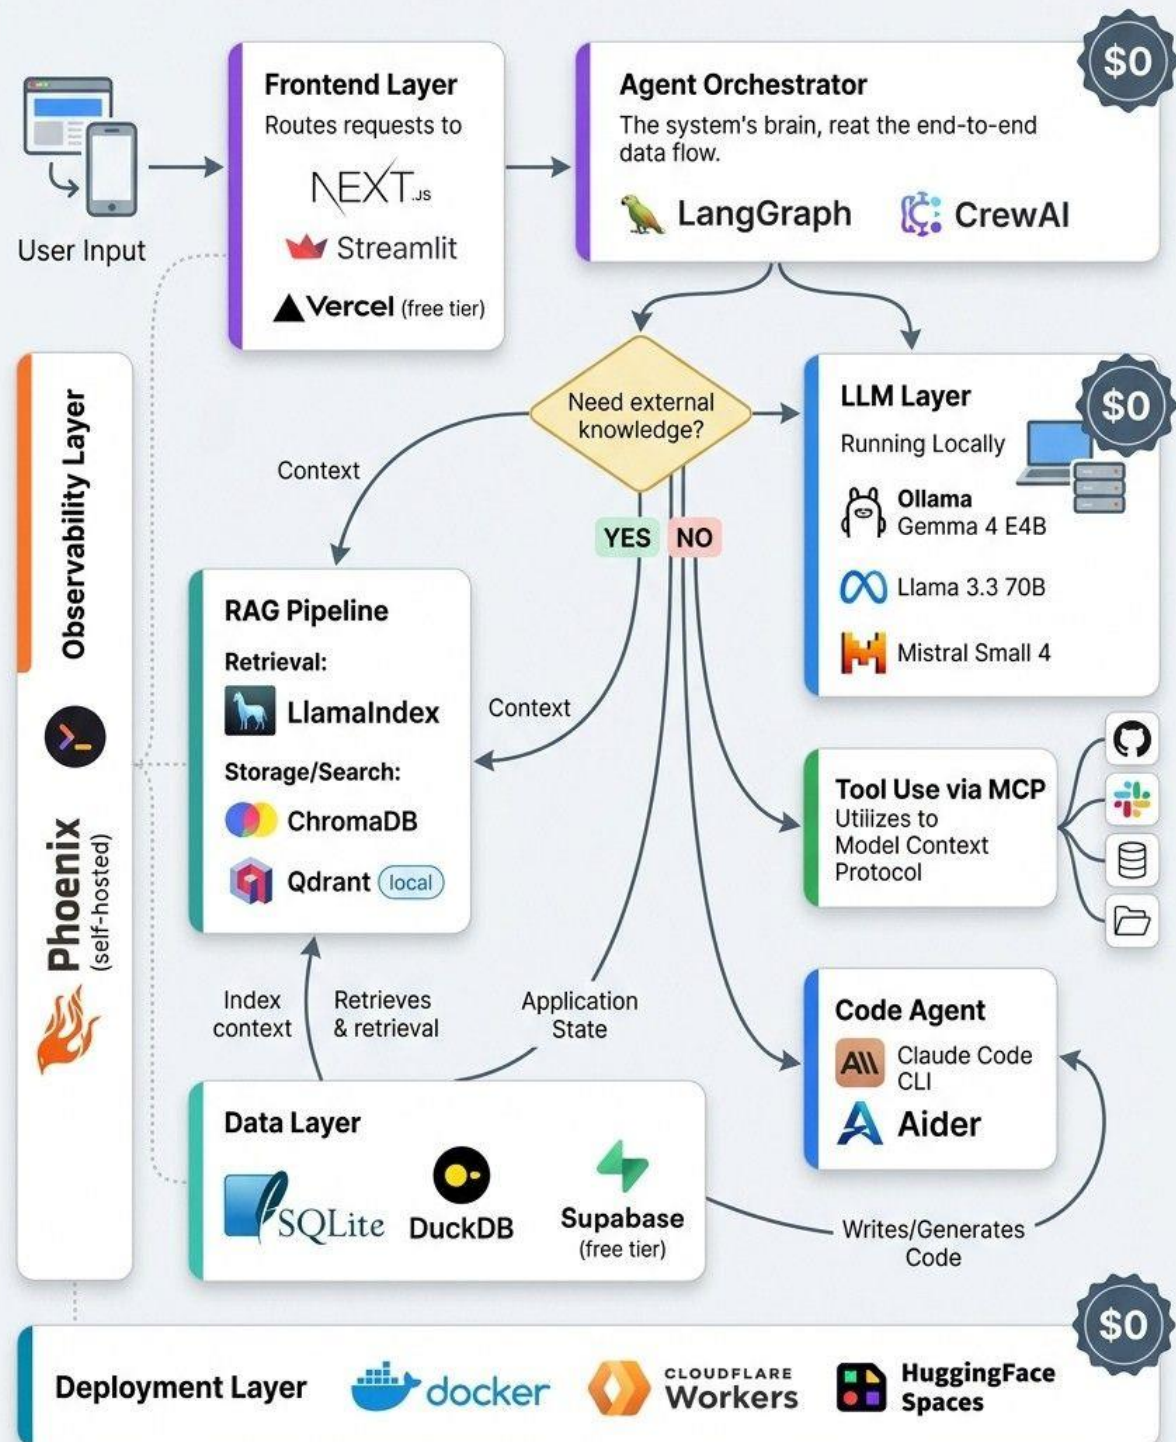 $0
Frontend Layer
Routes requests to
NEXT.JS
Streamlit
Vercel (free tier)
Agent Orchestrator
The system's brain, reat the end-to-end
data flow.
LangGraph
CrewAI
User Input
Need external
knowledge?
Context
YES
NO
$0
LLM Layer
Running Locally
Ollama
Gemma 4 E4B
Llama 3.3 70B
Mistral Small 4
Observability Layer
Phoenix
(self-hosted)
RAG Pipeline
Retrieval:
LlamaIndex
Storage/Search:
ChromaDB
Qdrant local
Context
Tool Use via MCP
Utiiizes to
Model Context
Protocol
Index
context
Retrieves
& retrieval
Application
State
Code Agent
A\\
Claude Code
CLI
Aider
Data Layer
SQLite
DuckDB
Supabase
(free tier)
Writes/Generates
Code
$0
Deployment Layer
docker
CLOUDFLARE
Workers
HuggingFace
Spaces